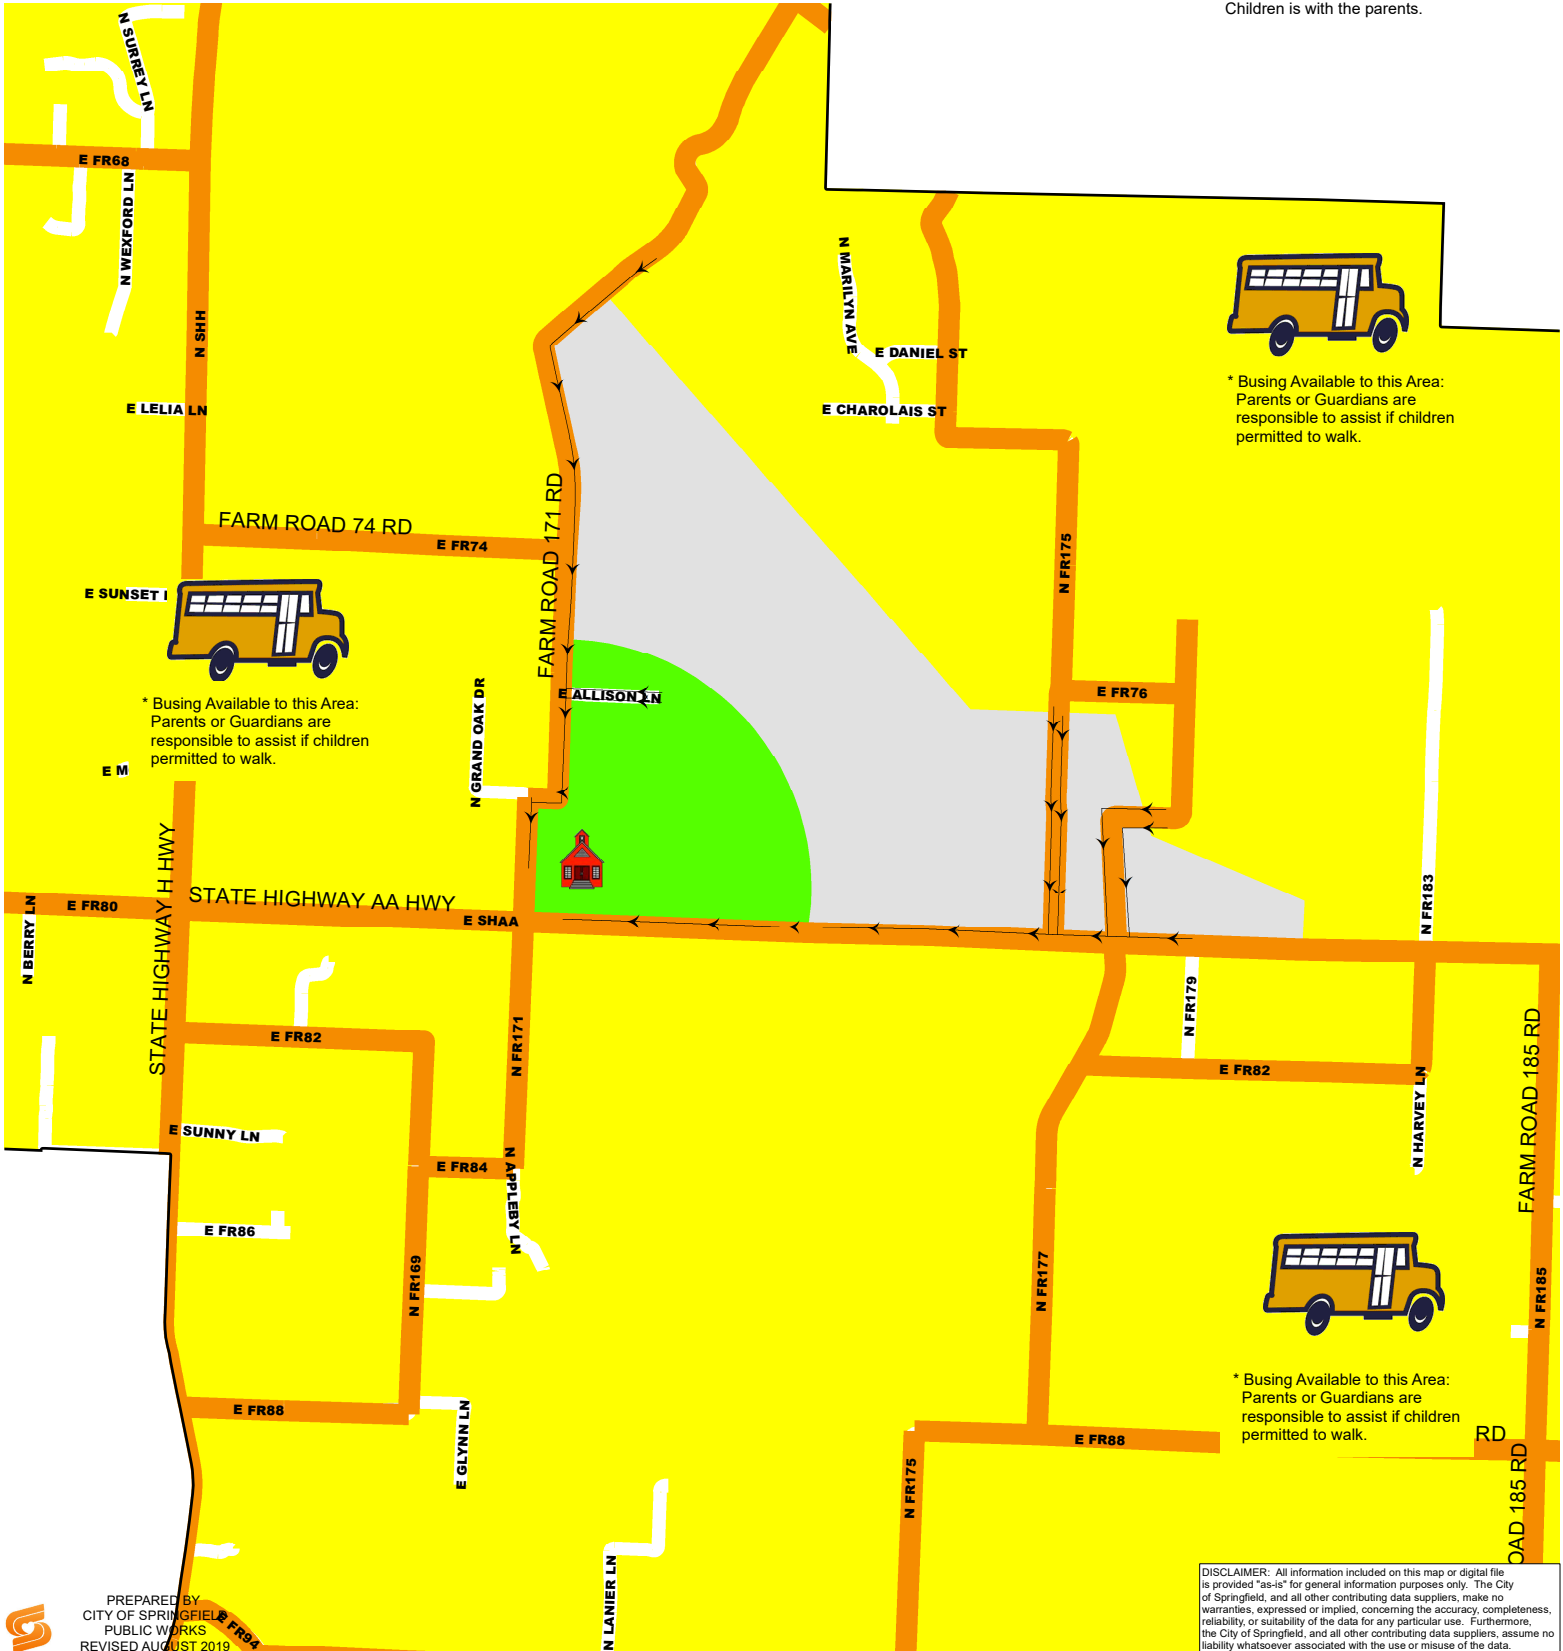 Children is with the parents.
N SURREY LN
E FR68
N WEXFORD LN
N SHH
E LELIA LN
N MARILYN AVE
E DANIEL ST
E CHAROLAIS ST
* Busing Available to this Area:
Parents or Guardians are
responsible to assist if children
permitted to walk.
FARM ROAD 74 RD
E FR74
FARM ROAD 171 RD
N FR175
E SUNSET
* Busing Available to this Area:
Parents or Guardians are
responsible to assist if children
permitted to walk.
E M
N GRAND OAK DR
E ALLISON LN
E FR76
N FR183
STATE HIGHWAY H HWY
STATE HIGHWAY AA HWY
E FR80
E SHAA
N BERRY LN
N FR179
E FR82
N FR171
E FR82
FARM ROAD 185 RD
N HARVEY LN
E SUNNY LN
E FR84
N APPLEBY LN
E FR86
N FR169
N FR177
N FR185
* Busing Available to this Area:
Parents or Guardians are
responsible to assist if children
permitted to walk.
E FR88
E GLYNN LN
E FR88
RD
N FR175
OAD 185 RD
N LANIER LN
E FR94
PREPARED BY
CITY OF SPRINGFIELD
PUBLIC WORKS
REVISED AUGUST 2019
DISCLAIMER: All information included on this map or digital file
is provided "as-is" for general information purposes only. The City
of Springfield, and all other contributing data suppliers, make no
warranties, expressed or implied, concerning the accuracy, completeness,
reliability, or suitability of the data for any particular use. Furthermore,
the City of Springfield, and all other contributing data suppliers, assume no
liability whatsoever associated with the use or misuse of the data.